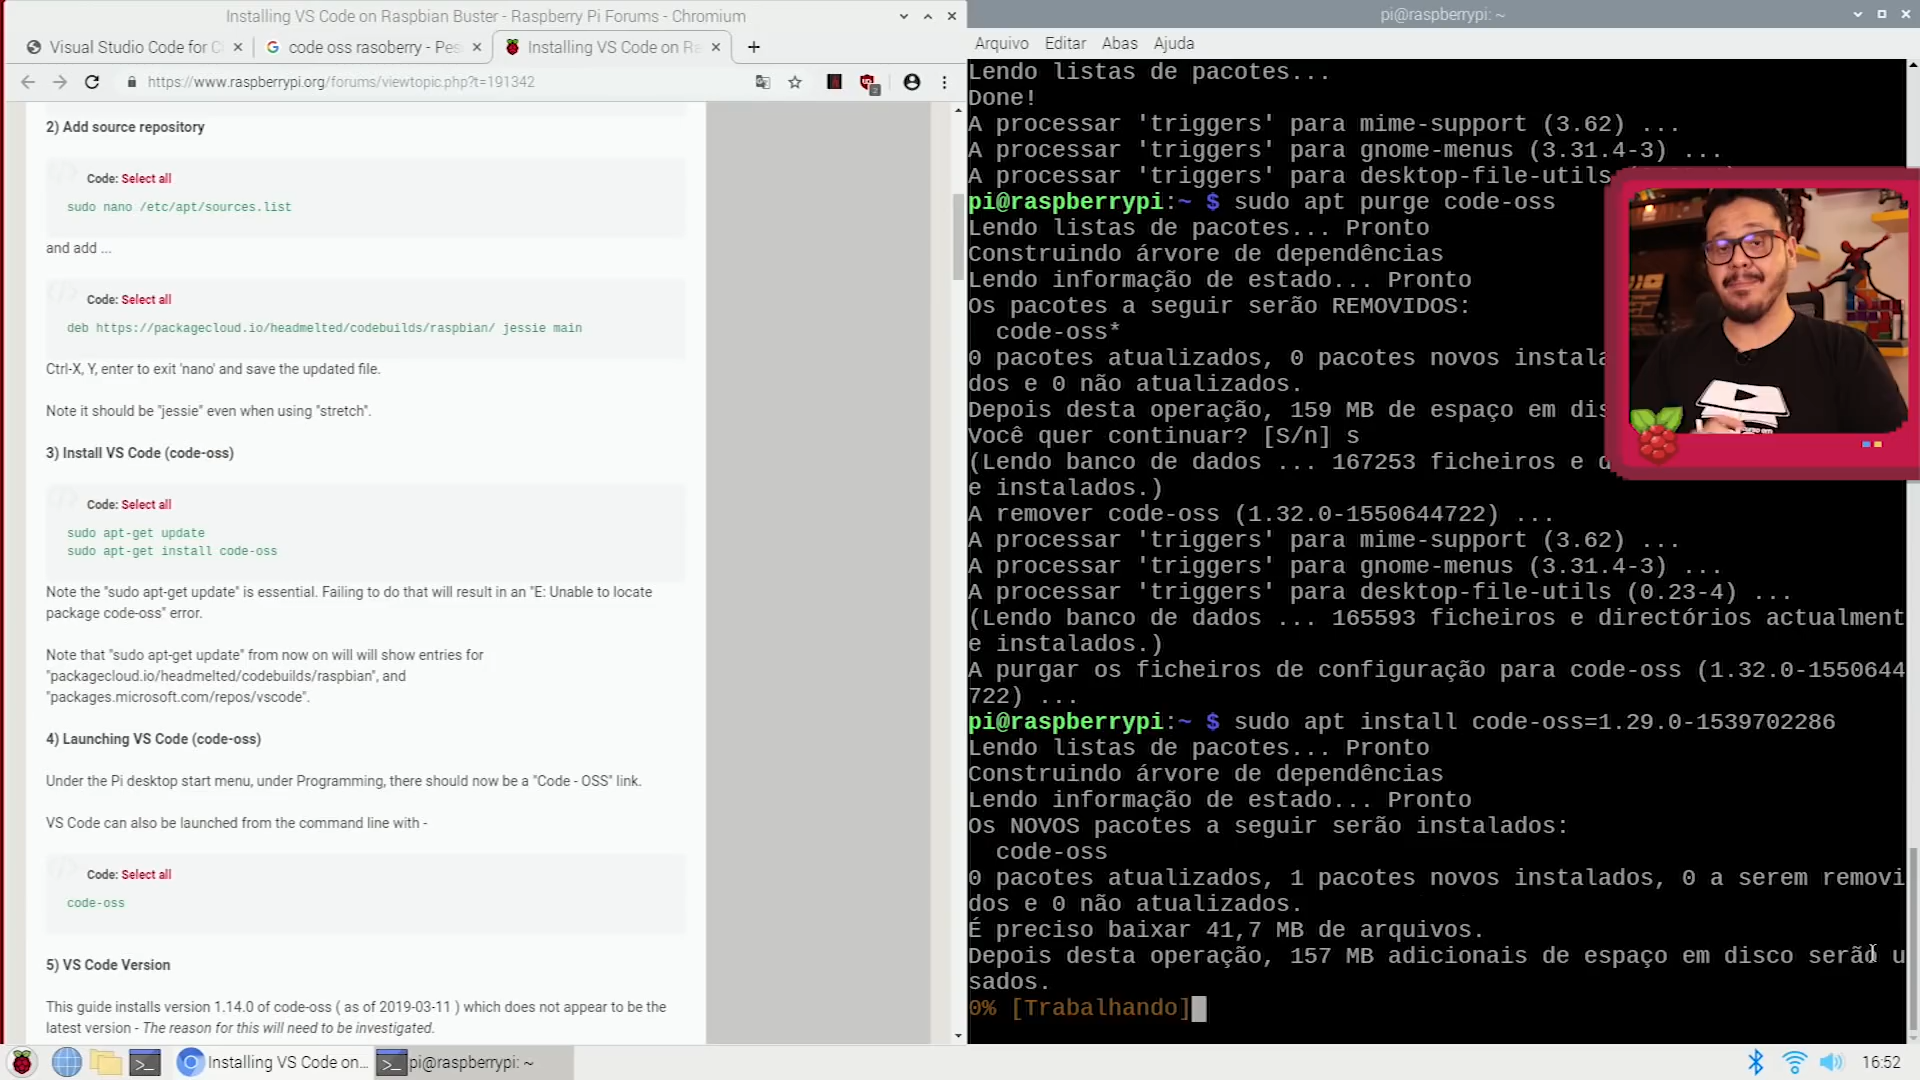 Installing VS Code on Raspbian Buster - Raspberry Pi Forums - Chromium
Visual Studio Code for C
code oss rasoberry - Pes
Installing VS Code on Ra
https://www.raspberrypi.org/forums/viewtopic.php?t=191342
2
2) Add source repository
Code: Select all
sudo nano /etc/apt/sources.list
and add ...
Code: Select all
deb https://packagecloud.io/headmelted/codebuilds/raspbian/ jessie main
Ctrl-X, Y, enter to exit 'nano' and save the updated file.
Note it should be "jessie" even when using "stretch".
3) Install VS Code (code-oss)
Code: Select all
sudo apt-get update
sudo apt-get install code-oss
Note the "sudo apt-get update" is essential. Failing to do that will result in an "E: Unable to locate
package code-oss" error.
Note that "sudo apt-get update" from now on will will show entries for
"packagecloud.io/headmelted/codebuilds/raspbian", and
"packages.microsoft.com/repos/vscode".
4) Launching VS Code (code-oss)
Under the Pi desktop start menu, under Programming, there should now be a "Code - OSS" link.
VS Code can also be launched from the command line with -
Code: Select all
code-oss
5) VS Code Version
This guide installs version 1.14.0 of code-oss ( as of 2019-03-11 ) which does not appear to be the
latest version - The reason for this will need to be investigated.
pi@raspberrypi: ~
Arquivo Editar Abas Ajuda
Lendo listas de pacotes...
Done!
A processar 'triggers' para mime-support (3.62) ...
A processar 'triggers' para gnome-menus (3.31.4-3) ...
A processar 'triggers' para desktop-file-utils
pi@raspberrypi:~ $ sudo apt purge code-oss
Lendo listas de pacotes... Pronto
Construindo árvore de dependências
Lendo informação de estado... Pronto
Os pacotes a seguir serão REMOVIDOS:
code-oss*
0 pacotes atualizados, 0 pacotes novos instala
dos e 0 não atualizados.
Depois desta operação, 159 MB de espaço em dis
Você quer continuar? [S/n] s
(Lendo banco de dados ... 167253 ficheiros e d
e instalados.)
A remover code-oss (1.32.0-1550644722) ...
A processar 'triggers' para mime-support (3.62) ...
A processar 'triggers' para gnome-menus (3.31.4-3) ...
A processar 'triggers' para desktop-file-utils (0.23-4) ...
(Lendo banco de dados ... 165593 ficheiros e directórios actualment
e instalados.)
A purgar os ficheiros de configuração para code-oss (1.32.0-1550644
722) ...
pi@raspberrypi:~ $ sudo apt install code-oss=1.29.0-1539702286
Lendo listas de pacotes... Pronto
Construindo árvore de dependências
Lendo informação de estado... Pronto
Os NOVOS pacotes a seguir serão instalados:
code-oss
0 pacotes atualizados, 1 pacotes novos instalados, 0 a serem removi
dos e 0 não atualizados.
É preciso baixar 41,7 MB de arquivos.
Depois desta operação, 157 MB adicionais de espaço em disco serão u
sados.
0% [Trabalhando]
Installing VS Code on...
pi@raspberrypi: ~
16:52